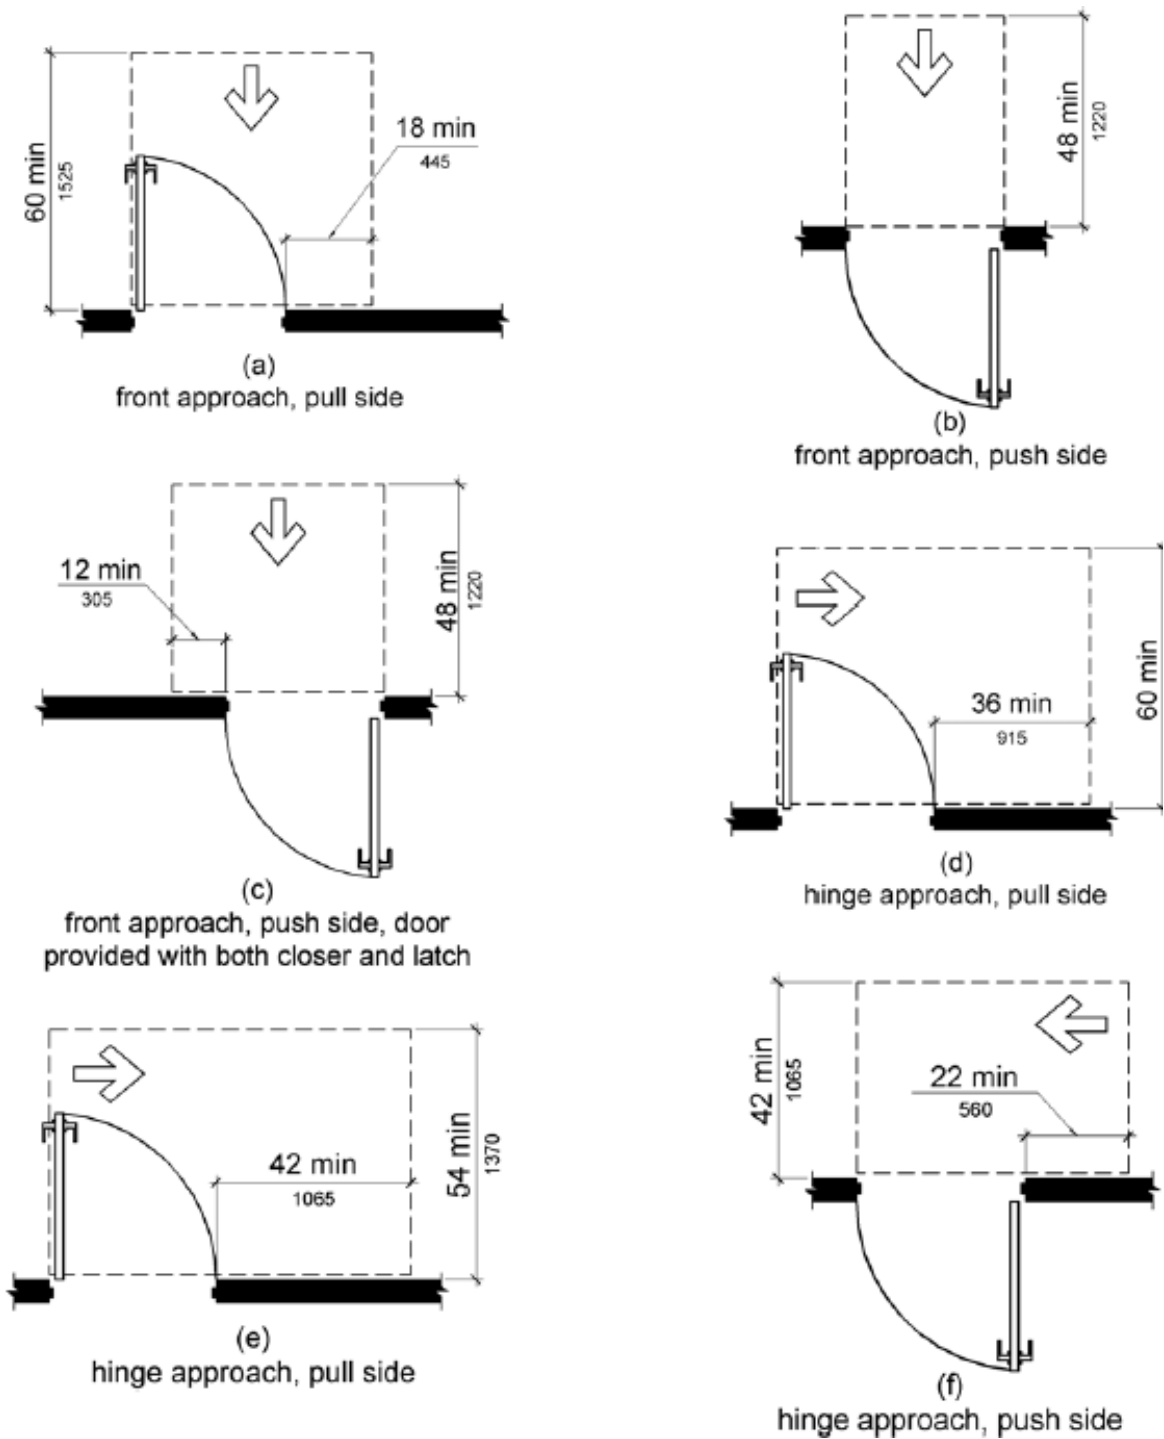 60 min
1525
18 min
445
(a)
front approach, pull side
48 min
1220
(b)
front approach, push side
12 min
305
48 min
1220
(c)
front approach, push side, door
provided with both closer and latch
36 min
915
60 min
(d)
hinge approach, pull side
42 min
1065
54 min
1370
(e)
hinge approach, pull side
42 min
1065
22 min
560
(f)
hinge approach, push side